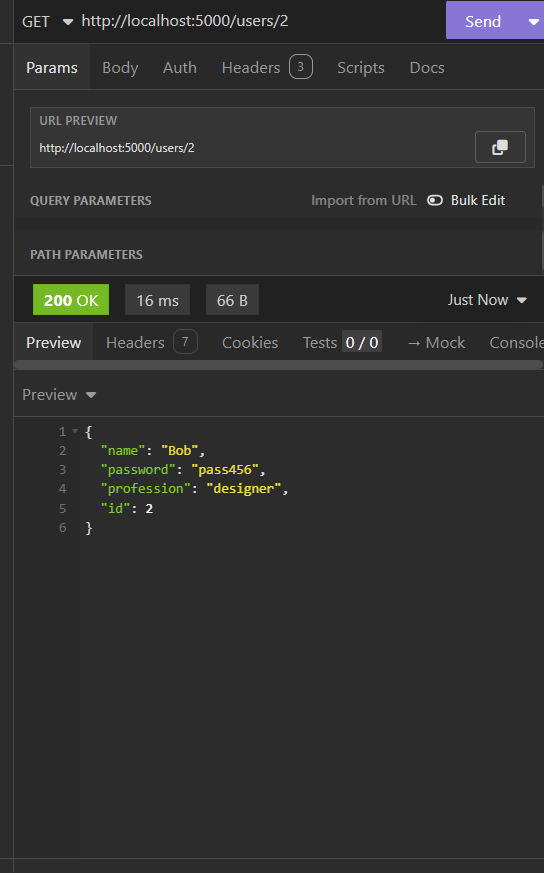 GET http://localhost:5000/users/2 Send
Params Body Auth Headers 3 Scripts Docs
URL PREVIEW
http://localhost:5000/users/2
QUERY PARAMETERS Import from URL Bulk Edit
PATH PARAMETERS
200 OK 16 ms 66 B Just Now
Preview Headers 7 Cookies Tests 0 / 0 → Mock Console
Preview
1 {
2 "name": "Bob",
3 "password": "pass456",
4 "profession": "designer",
5 "id": 2
6 }